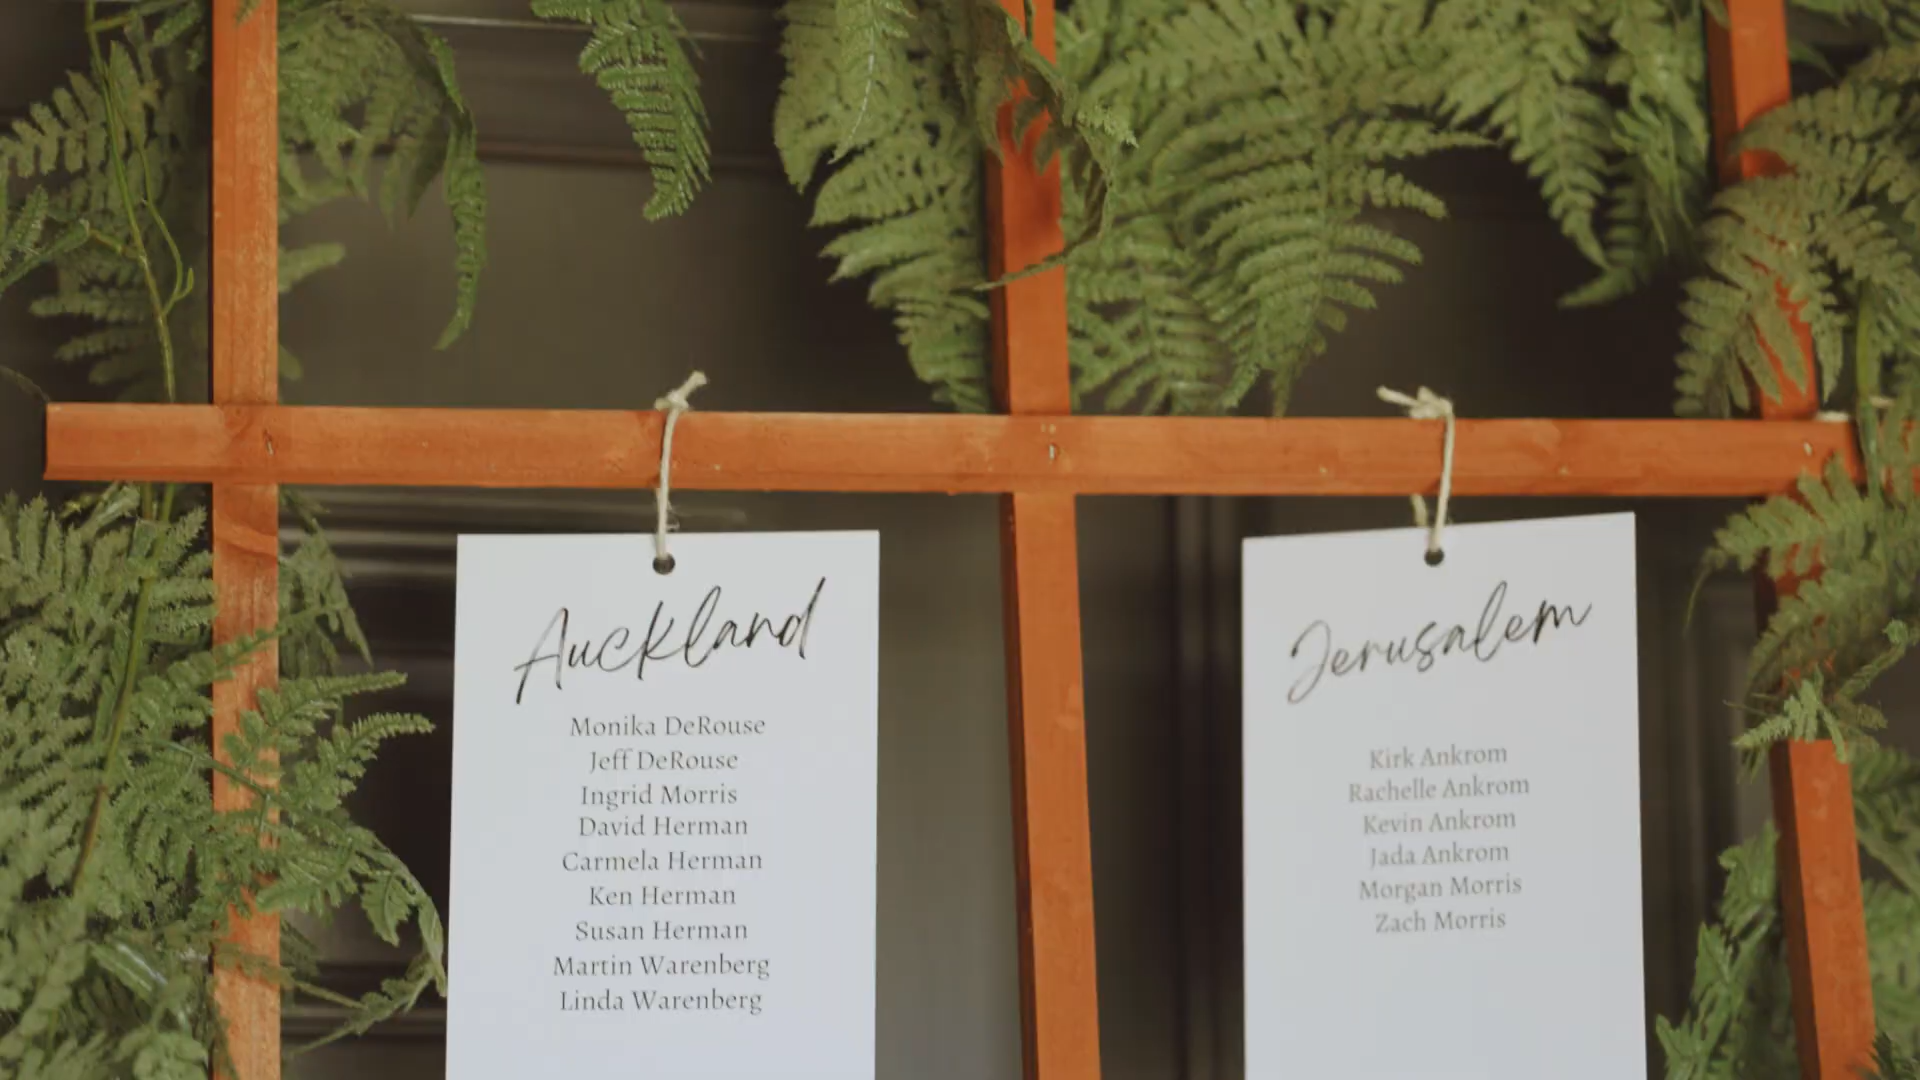 Auckland
Monika DeRouse
Jeff DeRouse
Ingrid Morris
David Herman
Carmela Herman
Ken Herman
Susan Herman
Martin Warenberg
Linda Warenberg
Jerusalem
Kirk Ankrom
Rachelle Ankrom
Kevin Ankrom
Jada Ankrom
Morgan Morris
Zach Morris